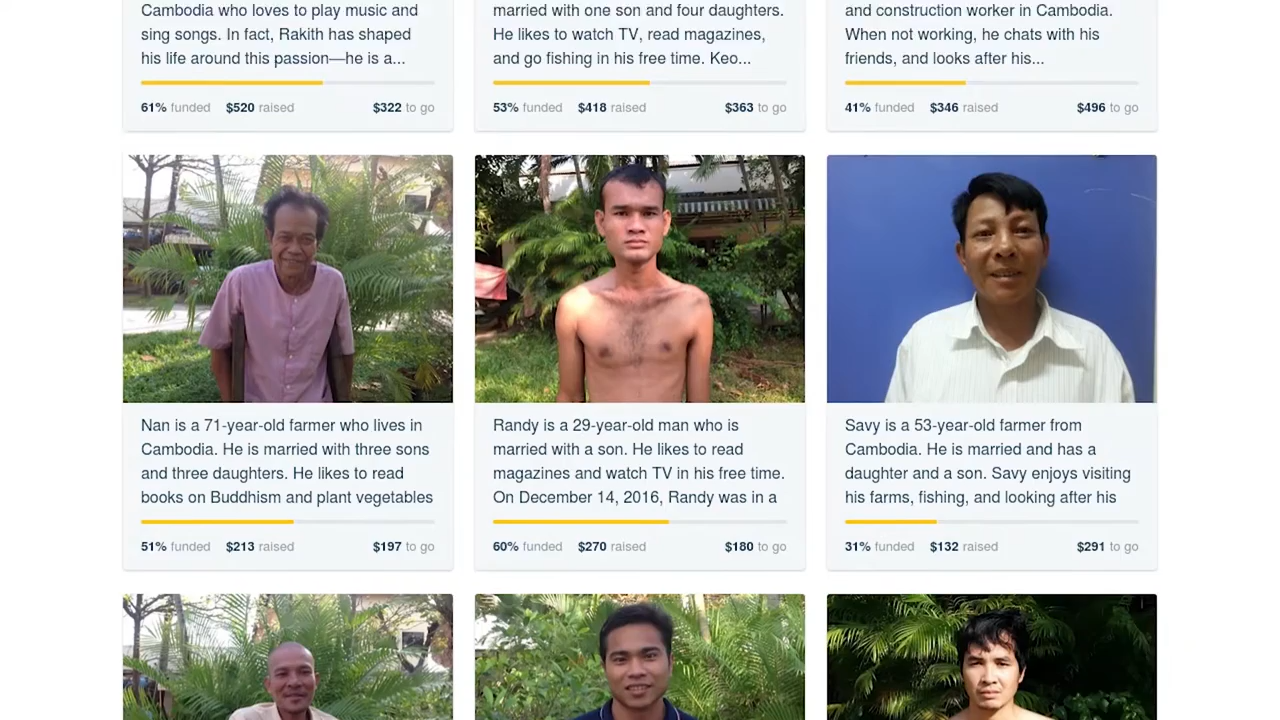 Cambodia who loves to play music and
sing songs. In fact, Rakith has shaped
his life around this passion—he is a...
61% funded $520 raised $322 to go
married with one son and four daughters.
He likes to watch TV, read magazines,
and go fishing in his free time. Keo...
53% funded $418 raised $363 to go
and construction worker in Cambodia.
When not working, he chats with his
friends, and looks after his...
41% funded $346 raised $496 to go
Nan is a 71-year-old farmer who lives in
Cambodia. He is married with three sons
and three daughters. He likes to read
books on Buddhism and plant vegetables
51% funded $213 raised $197 to go
Randy is a 29-year-old man who is
married with a son. He likes to read
magazines and watch TV in his free time.
On December 14, 2016, Randy was in a
60% funded $270 raised $180 to go
Savy is a 53-year-old farmer from
Cambodia. He is married and has a
daughter and a son. Savy enjoys visiting
his farms, fishing, and looking after his
31% funded $132 raised $291 to go